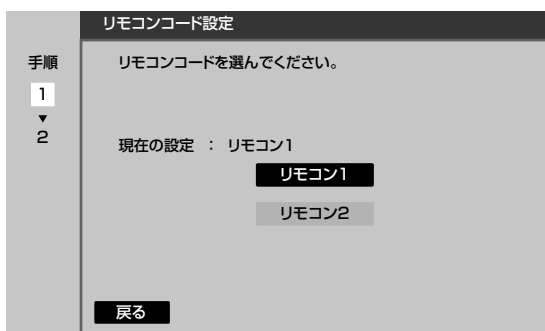 リモコンコード設定
手順
1
▼
2
リモコンコードを選んでください。
現在の設定 : リモコン1
リモコン1
リモコン2
戻る